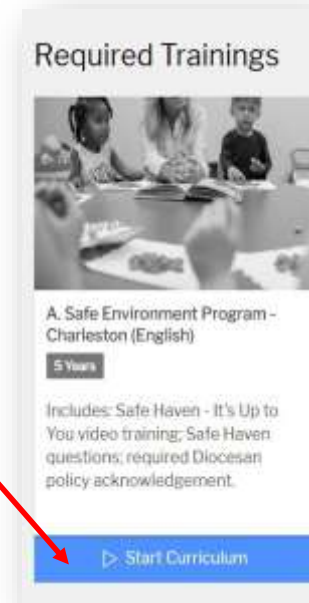 Required Trainings
A. Safe Environment Program -
Charleston (English)
5 Years
Includes: Safe Haven - It's Up to
You video training; Safe Haven
questions; required Diocesan
policy acknowledgement.
Start Curriculum